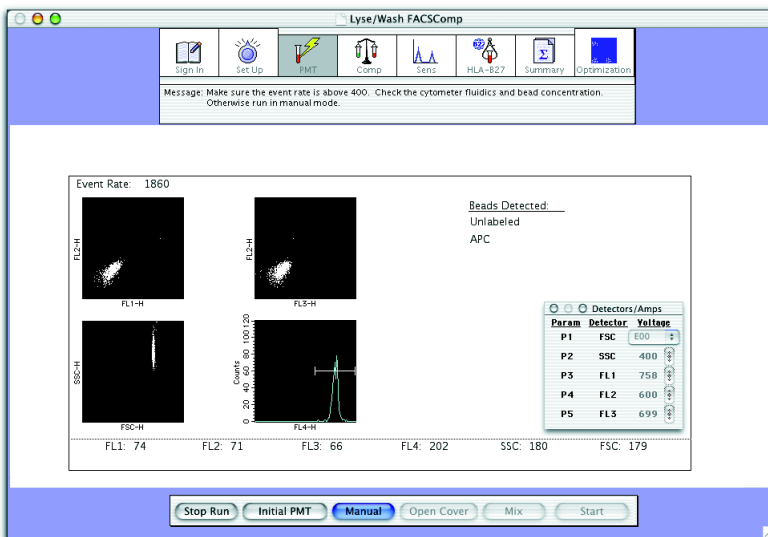 Lyse/Wash FACSComp
Sign In Set Up PMT Comp Sens HLA-B27 Summary Optimization
Message: Make sure the event rate is above 400. Check the cytometer fluidics and bead concentration.
Otherwise run in manual mode.
Event Rate: 1860
Beads Detected:
Unlabeled
APC
FL2-H
FL1-H
FL2-H
FL3-H
SSC-H
FSC-H
Counts
0 20 40 60 80 100 120
FL4-H
Detectors/Amps
Param Detector Voltage
P1 FSC E00
P2 SSC 400
P3 FL1 758
P4 FL2 600
P5 FL3 699
FL1: 74 FL2: 71 FL3: 66 FL4: 202 SSC: 180 FSC: 179
Stop Run Initial PMT Manual Open Cover Mix Start